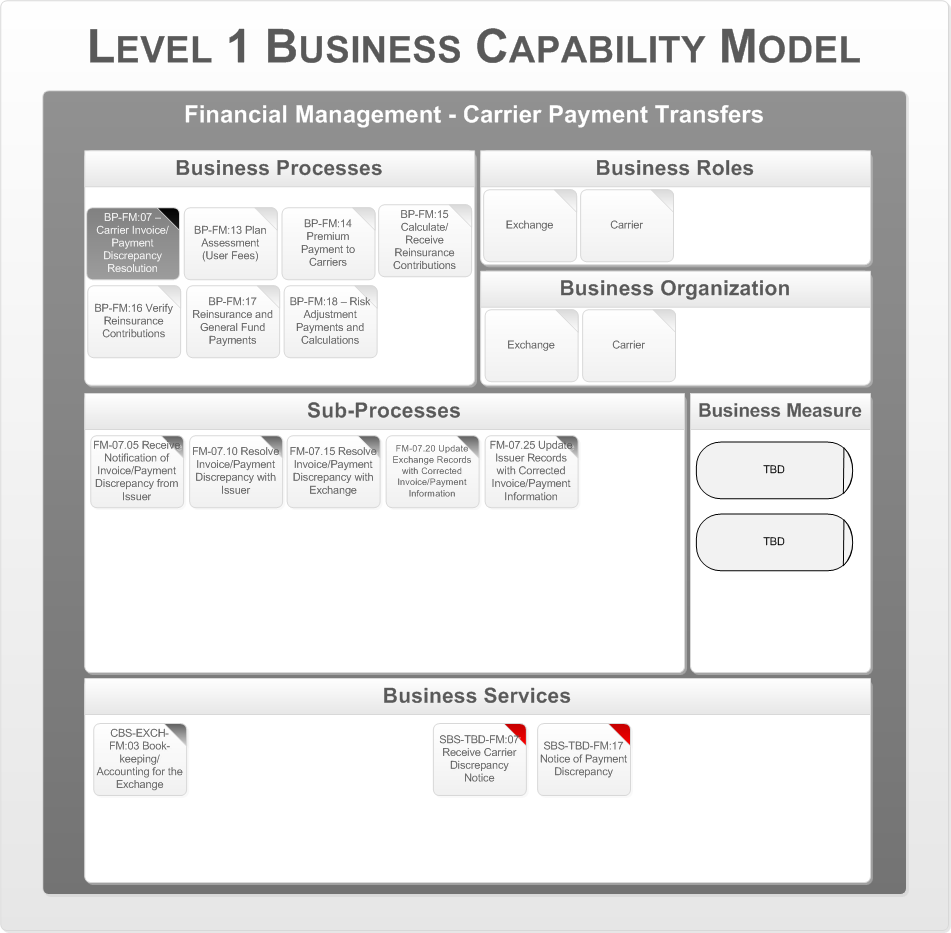 LEVEL 1 BUSINESS CAPABILITY MODEL
Financial Management - Carrier Payment Transfers
Business Processes
BP-FM:07 –
Carrier Invoice/
Payment
Discrepancy
Resolution
BP-FM:13 Plan
Assessment
(User Fees)
BP-FM:14
Premium
Payment to
Carriers
BP-FM:15
Calculate/
Receive
Reinsurance
Contributions
BP-FM:16 Verify
Reinsurance
Contributions
BP-FM:17
Reinsurance and
General Fund
Payments
BP-FM:18 – Risk
Adjustment
Payments and
Calculations
Business Roles
Exchange
Carrier
Business Organization
Exchange
Carrier
Sub-Processes
FM-07.05 Receive
Notification of
Invoice/Payment
Discrepancy from
Issuer
FM-07.10 Resolve
Invoice/Payment
Discrepancy with
Issuer
FM-07.15 Resolve
Invoice/Payment
Discrepancy with
Exchange
FM-07.20 Update
Exchange Records
with Corrected
Invoice/Payment
Information
FM-07.25 Update
Issuer Records
with Corrected
Invoice/Payment
Information
Business Measure
TBD
TBD
Business Services
CBS-EXCH-
FM:03 Book-
keeping/
Accounting for the
Exchange
SBS-TBD-FM:07
Receive Carrier
Discrepancy
Notice
SBS-TBD-FM:17
Notice of Payment
Discrepancy